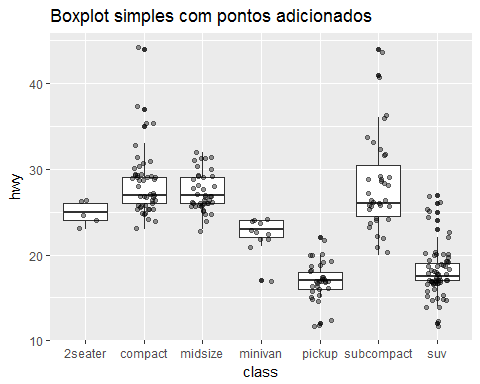 Boxplot simples com pontos adicionados
hwy
40
30
20
10
2seater compact midsize minivan pickup subcompact suv
class